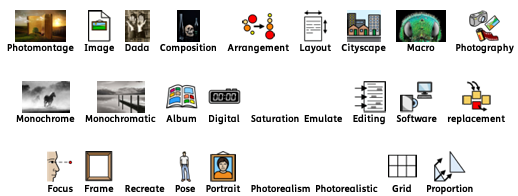 Photomontage Image Dada Composition Arrangement Layout Cityscape Macro Photography
Monochrome Monochromatic Album Digital Saturation Emulate Editing Software replacement
Focus Frame Recreate Pose Portrait Photorealism Photorealistic Grid Proportion